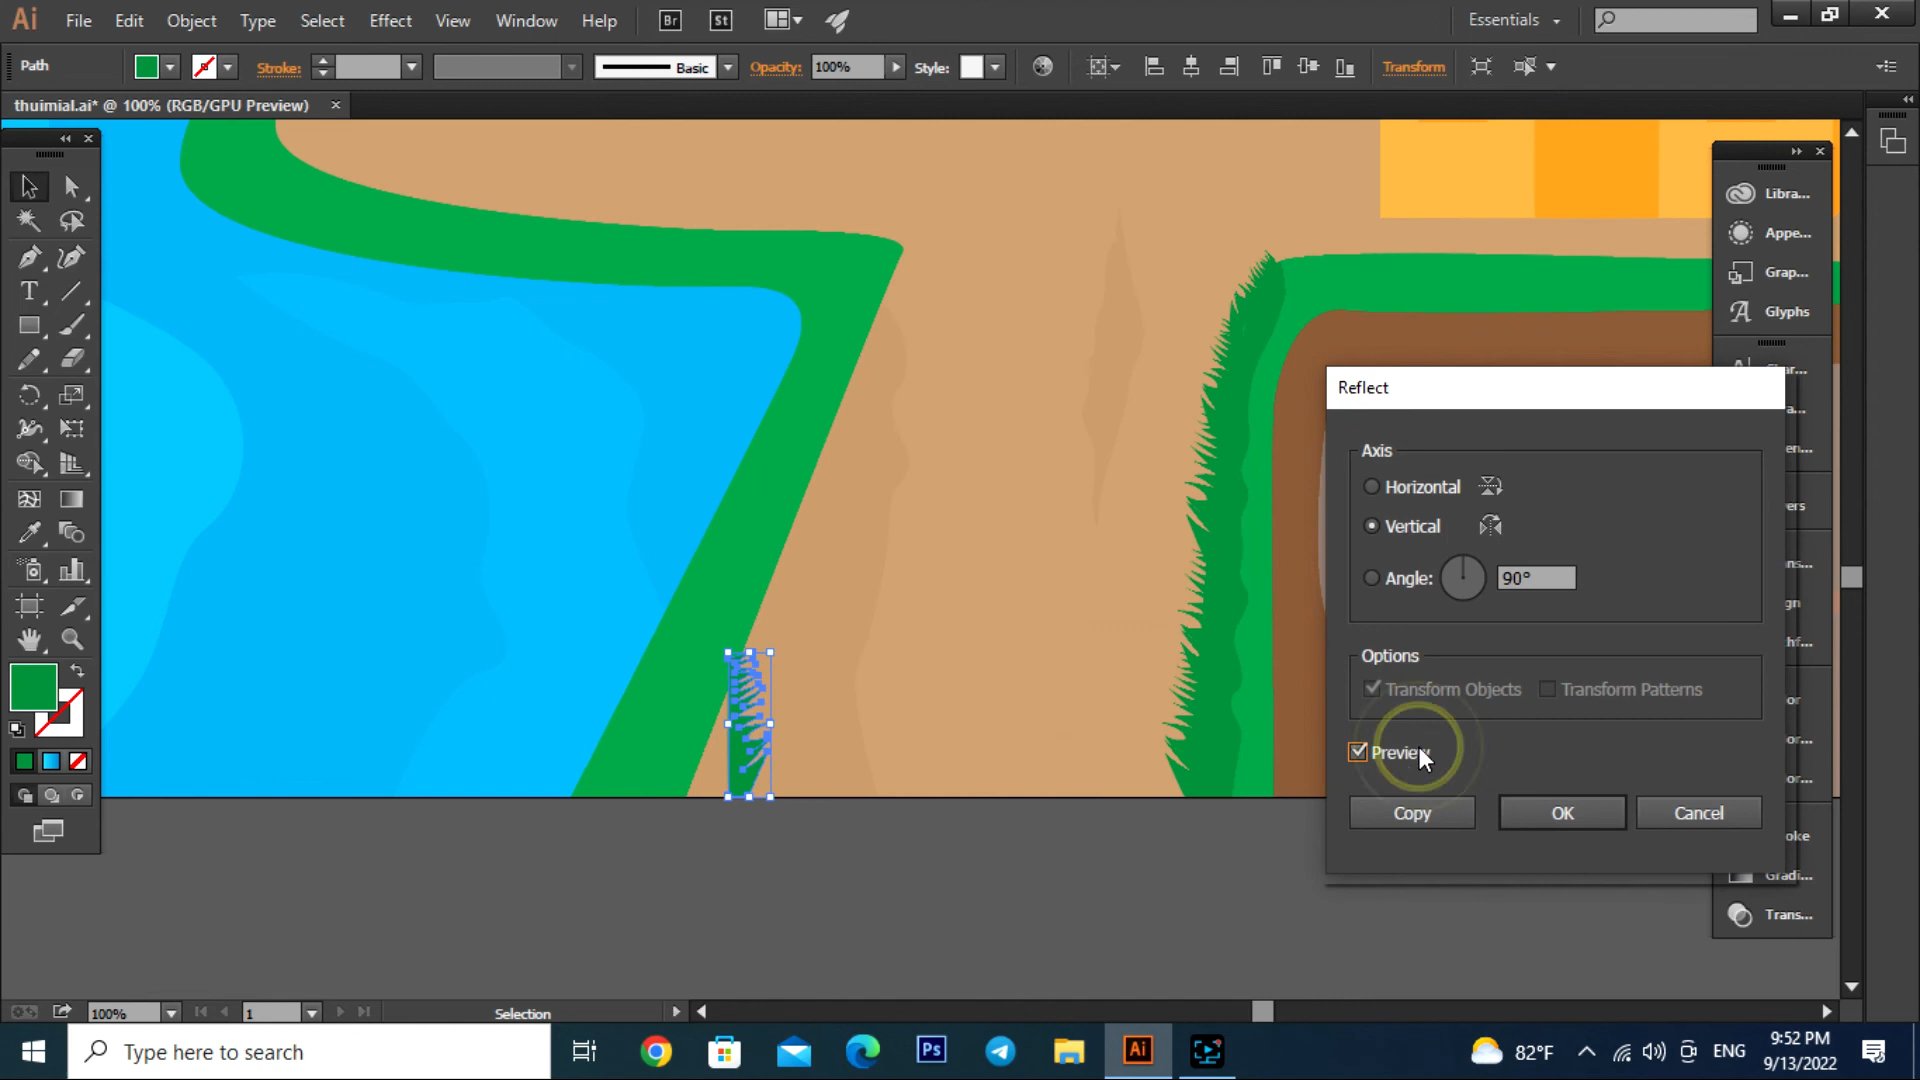 Ai File Edit Object Type Select Effect View Window Help Br St Essentials
Path Stroke: Basic Opacity: 100% Style: Transform
thuimial.ai* @ 100% (RGB/GPU Preview)
Libra...
Appe...
Grap...
Glyphs
Reflect
Axis
Horizontal
Vertical
Angle: 90°
Options
Transform Objects Transform Patterns
Preview
Copy OK Cancel
Gradi...
Trans...
100% 1 Selection
Type here to search Ps Ai 82°F ENG 9:52 PM
9/13/2022